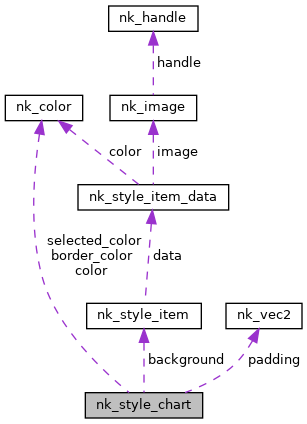 nk_handle
handle
nk_color
nk_image
color
image
nk_style_item_data
selected_color
border_color
color
data
nk_style_item
nk_vec2
background
padding
nk_style_chart